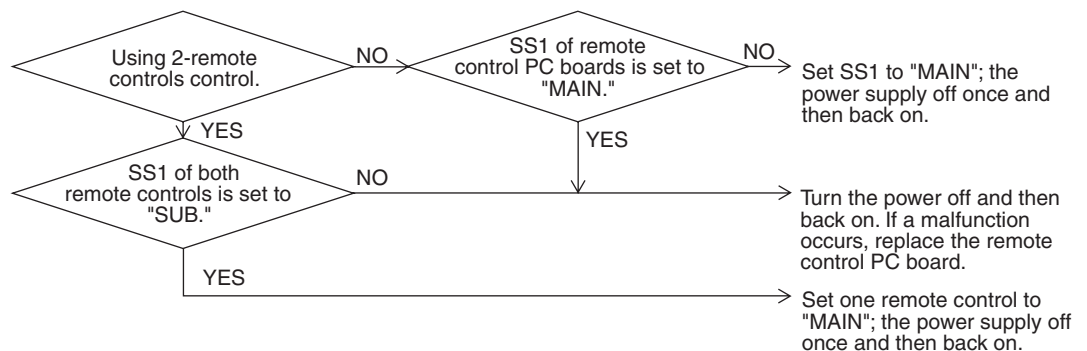 Using 2-remote
controls control.
NO
SS1 of remote
control PC boards is set to
"MAIN."
NO
Set SS1 to "MAIN"; the
power supply off once and
then back on.
YES
YES
SS1 of both
remote controls is set to
"SUB."
NO
Turn the power off and then
back on. If a malfunction
occurs, replace the remote
control PC board.
YES
Set one remote control to
"MAIN"; the power supply off
once and then back on.